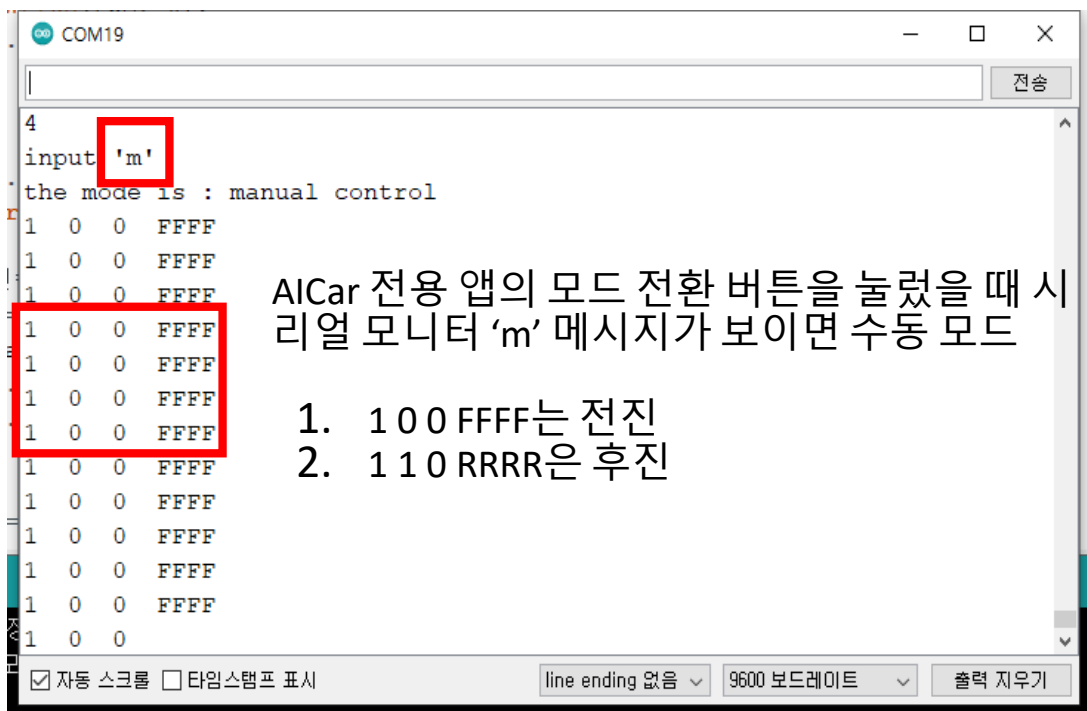 COM19
전송
4
input 'm'
the mode is : manual control
1 0 0 FFFF
1 0 0 FFFF
1 0 0 FFFF
1 0 0 FFFF
1 0 0 FFFF
1 0 0 FFFF
1 0 0 FFFF
1 0 0 FFFF
1 0 0 FFFF
1 0 0 FFFF
1 0 0 FFFF
1 0 0 FFFF
1 0 0
AICar 전용 앱의 모드 전환 버튼을 눌렀을 때 시
리얼 모니터 ‘m’ 메시지가 보이면 수동 모드
1. 1 0 0 FFFF는 전진
2. 1 1 0 RRRR은 후진
자동 스크롤 타임스탬프 표시 line ending 없음 9600 보드레이트 출력 지우기